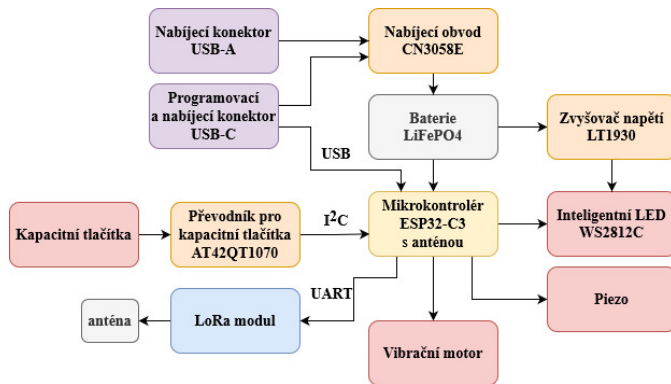 Nabíjecí konektor
USB-A
Nabíjecí obvod
CN3058E
Programovací
a nabíjecí konektor
USB-C
Baterie
LiFePO4
Zvyšovač napětí
LT1930
USB
Kapacitní tlačítka
Převodník pro
kapacitní tlačítka
AT42QT1070
I²C
Mikrokontrolér
ESP32-C3
s anténou
Inteligentní LED
WS2812C
UART
anténa
LoRa modul
Piezo
Vibrační motor